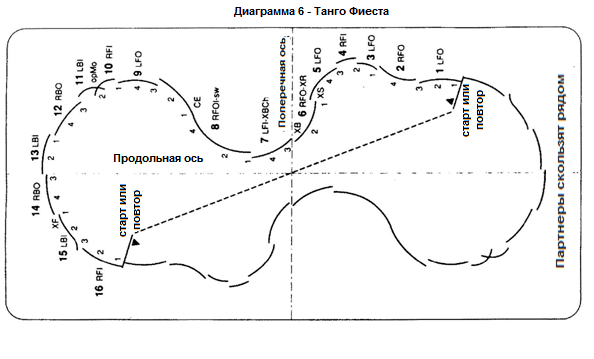 Диаграмма 6 - Танго Фиеста
1 LFO
2 RFO
3 LFO
4 RFI
5 LFO
XS
6 RFO-XR
XB
Поперечная ось
7 LFI-XBCh
8 RFOI-sw
CE
9 LFO
10 RFI
орМо
11 LBI
12 RBO
13 LBI
14 RBO
XF
15 LBI
16 RFI
Продольная ось
старт или
повтор
старт или
повтор
Партнеры скользят рядом